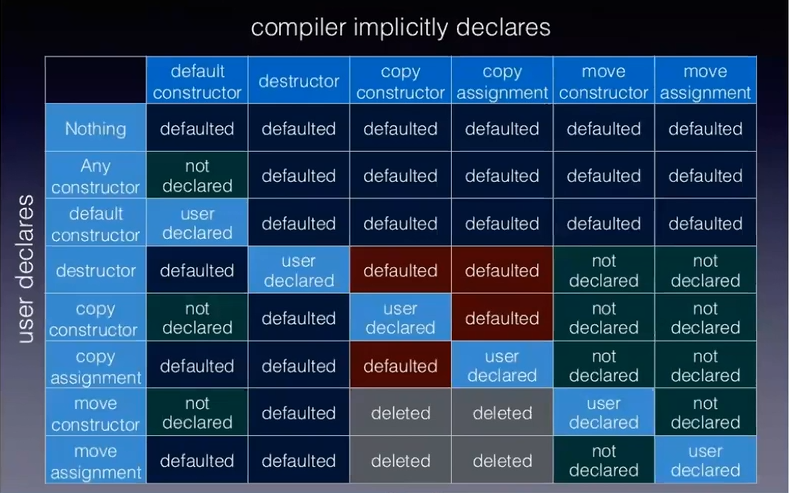 compiler implicitly declares
default constructor destructor copy constructor copy assignment move constructor move assignment
user declares
Nothing defaulted defaulted defaulted defaulted defaulted defaulted
Any constructor not declared defaulted defaulted defaulted defaulted defaulted
default constructor user declared defaulted defaulted defaulted defaulted defaulted
destructor defaulted user declared defaulted defaulted not declared not declared
copy constructor not declared defaulted user declared defaulted not declared not declared
copy assignment defaulted defaulted defaulted user declared not declared not declared
move constructor not declared defaulted deleted deleted user declared not declared
move assignment defaulted defaulted deleted deleted not declared user declared